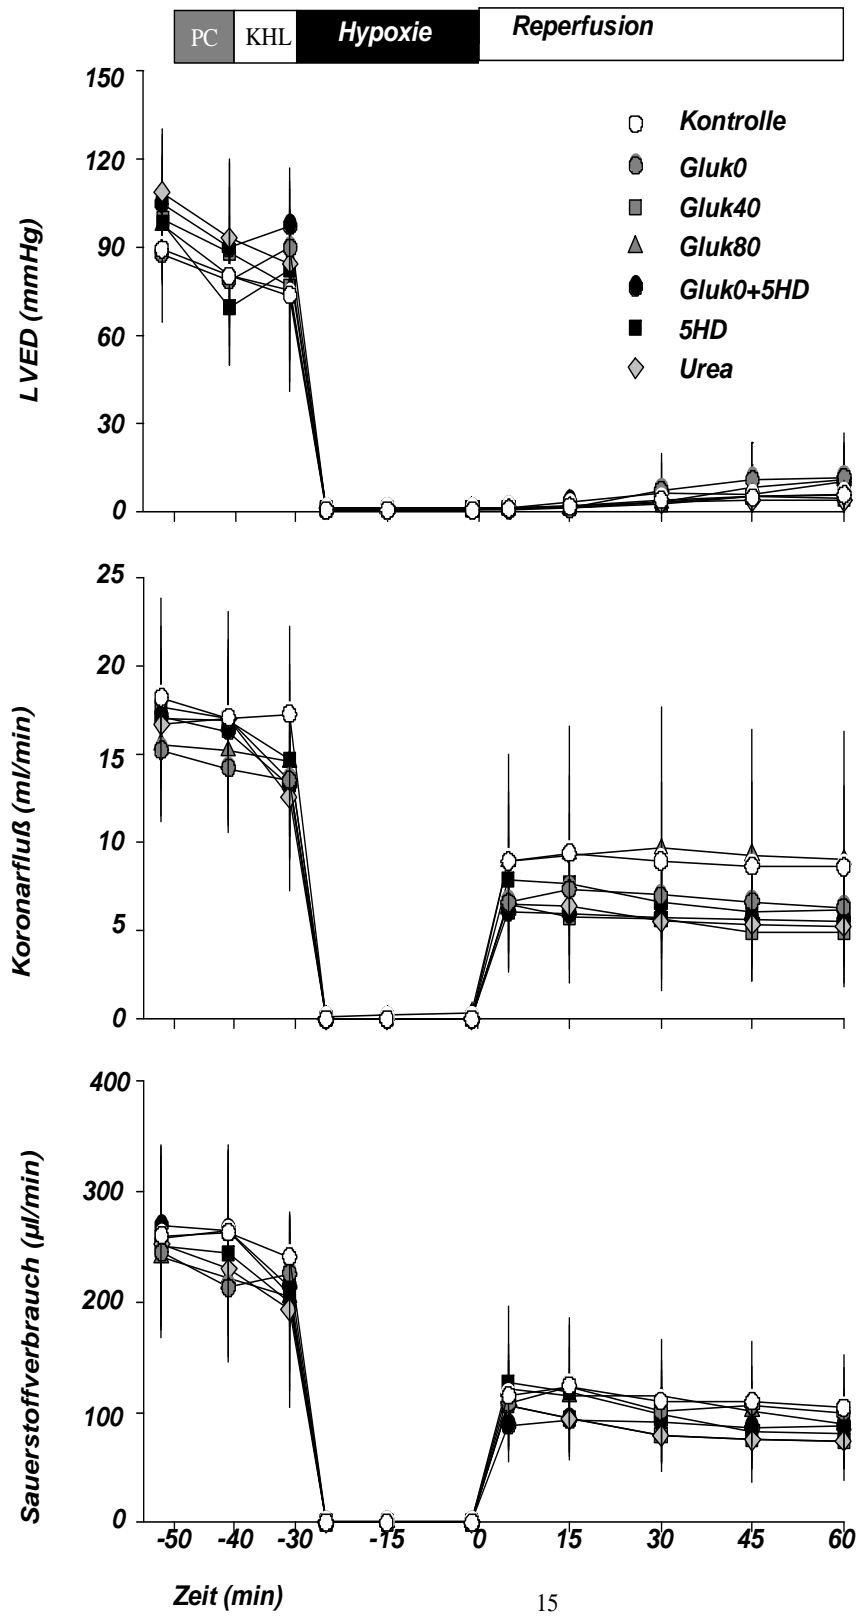 PC KHL Hypoxie Reperfusion
150
120
90
60
30
0
LVED (mmHg)
Kontrolle
Gluk0
Gluk40
Gluk80
Gluk0+5HD
5HD
Urea
25
20
15
10
5
0
Koronarfluß (ml/min)
400
300
200
100
0
Sauerstoffverbrauch (µl/min)
-50 -40 -30 -15 0 15 30 45 60
Zeit (min)
15